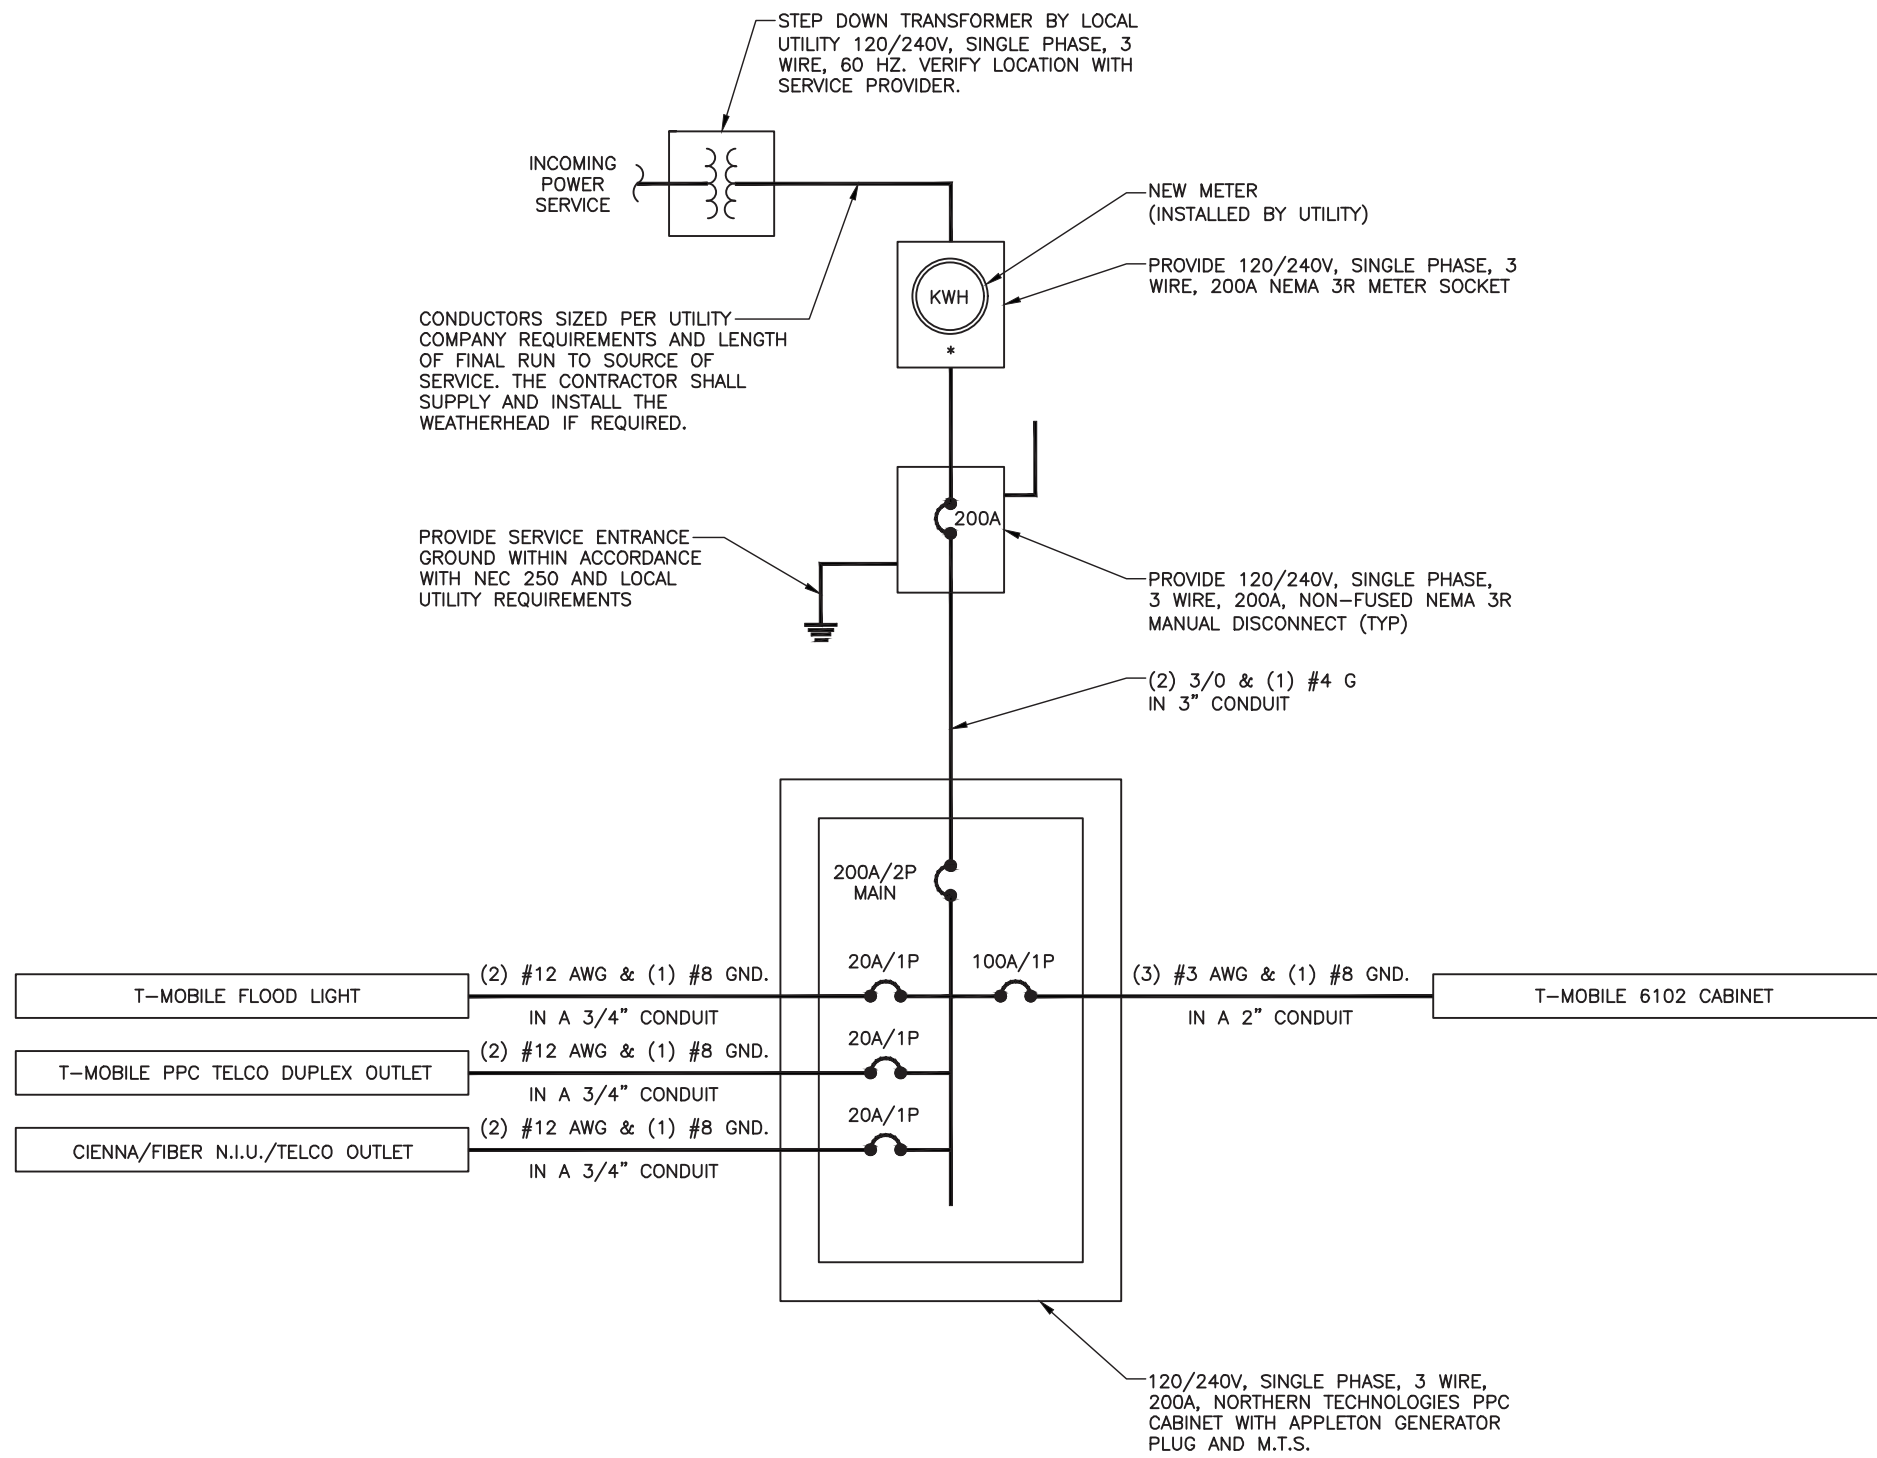 STEP DOWN TRANSFORMER BY LOCAL
UTILITY 120/240V, SINGLE PHASE, 3
WIRE, 60 HZ. VERIFY LOCATION WITH
SERVICE PROVIDER.
INCOMING
POWER
SERVICE
NEW METER
(INSTALLED BY UTILITY)
PROVIDE 120/240V, SINGLE PHASE, 3
WIRE, 200A NEMA 3R METER SOCKET
KWH
*
CONDUCTORS SIZED PER UTILITY
COMPANY REQUIREMENTS AND LENGTH
OF FINAL RUN TO SOURCE OF
SERVICE. THE CONTRACTOR SHALL
SUPPLY AND INSTALL THE
WEATHERHEAD IF REQUIRED.
200A
PROVIDE SERVICE ENTRANCE
GROUND WITHIN ACCORDANCE
WITH NEC 250 AND LOCAL
UTILITY REQUIREMENTS
PROVIDE 120/240V, SINGLE PHASE,
3 WIRE, 200A, NON-FUSED NEMA 3R
MANUAL DISCONNECT (TYP)
(2) 3/0 & (1) #4 G
IN 3" CONDUIT
200A/2P
MAIN
20A/1P
100A/1P
(2) #12 AWG & (1) #8 GND.
T-MOBILE FLOOD LIGHT
IN A 3/4" CONDUIT
(3) #3 AWG & (1) #8 GND.
T-MOBILE 6102 CABINET
IN A 2" CONDUIT
20A/1P
(2) #12 AWG & (1) #8 GND.
T-MOBILE PPC TELCO DUPLEX OUTLET
IN A 3/4" CONDUIT
20A/1P
(2) #12 AWG & (1) #8 GND.
CIENNA/FIBER N.I.U./TELCO OUTLET
IN A 3/4" CONDUIT
120/240V, SINGLE PHASE, 3 WIRE,
200A, NORTHERN TECHNOLOGIES PPC
CABINET WITH APPLETON GENERATOR
PLUG AND M.T.S.